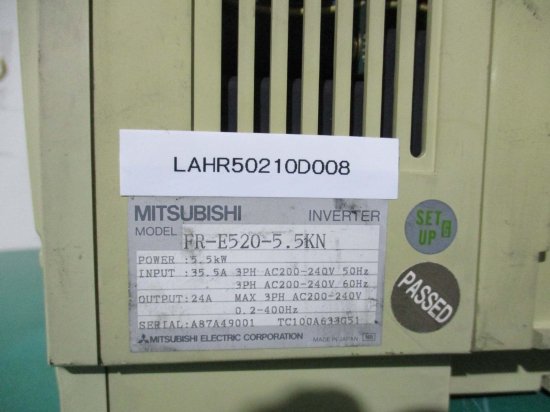 LAHR50210D008
MITSUBISHI INVERTER
MODEL FR-E520-5.5KN
POWER :5.5kW
INPUT :35.5A 3PH AC200-240V 50Hz
3PH AC200-240V 60Hz
OUTPUT:24A MAX 3PH AC200-240V
0.2-400Hz
SERIAL:A87A49001 TC100A633G51
MITSUBISHI ELECTRIC CORPORATION MADE IN JAPAN
SET
UP
PASSED